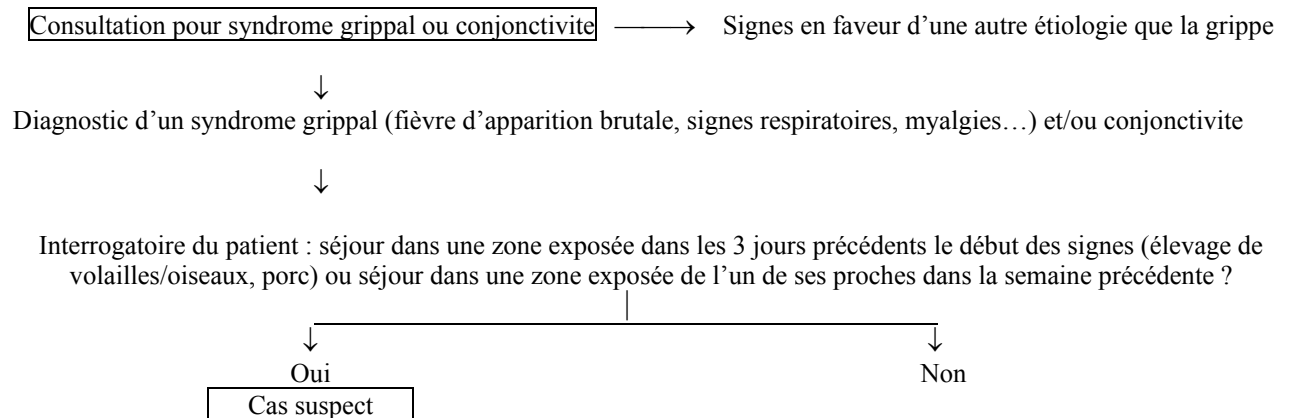 Consultation pour syndrome grippal ou conjonctivite ⟶ Signes en faveur d’une autre étiologie que la grippe
↓
Diagnostic d’un syndrome grippal (fièvre d’apparition brutale, signes respiratoires, myalgies…) et/ou conjonctivite
↓
Interrogatoire du patient : séjour dans une zone exposée dans les 3 jours précédents le début des signes (élevage de
volailles/oiseaux, porc) ou séjour dans une zone exposée de l’un de ses proches dans la semaine précédente ?
↓ ↓
Oui Non
Cas suspect